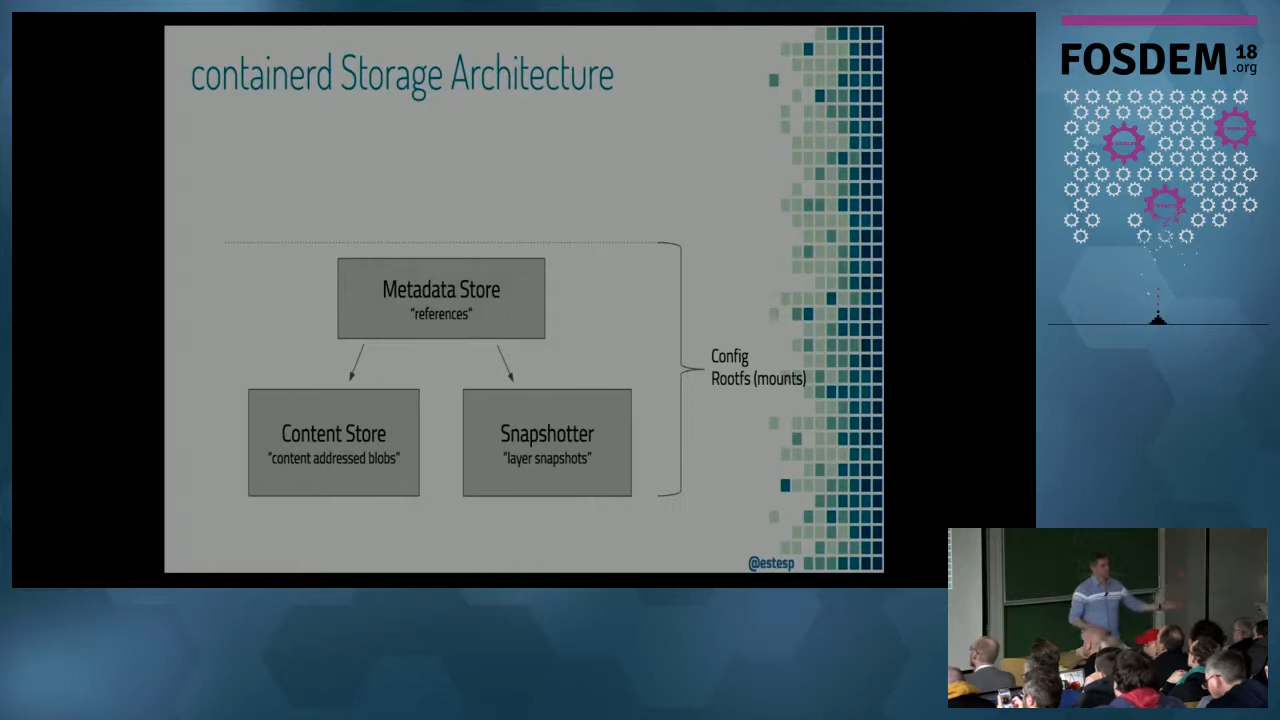 containerd Storage Architecture
Metadata Store
"references"
Content Store
"content addressed blobs"
Snapshotter
"layer snapshots"
Config
Rootfs (mounts)
@estesp
FOSDEM 18
.org